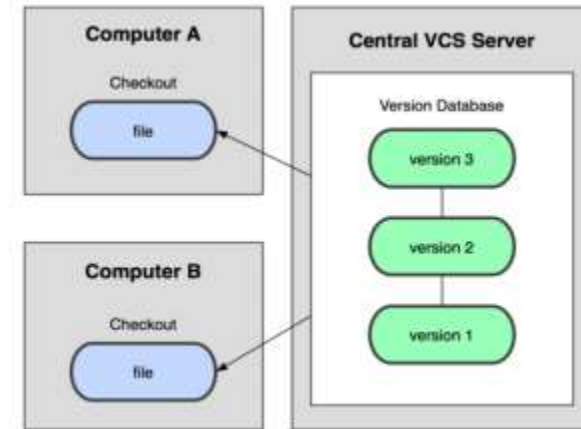 Computer A
Checkout
file
Computer B
Checkout
file
Central VCS Server
Version Database
version 3
version 2
version 1